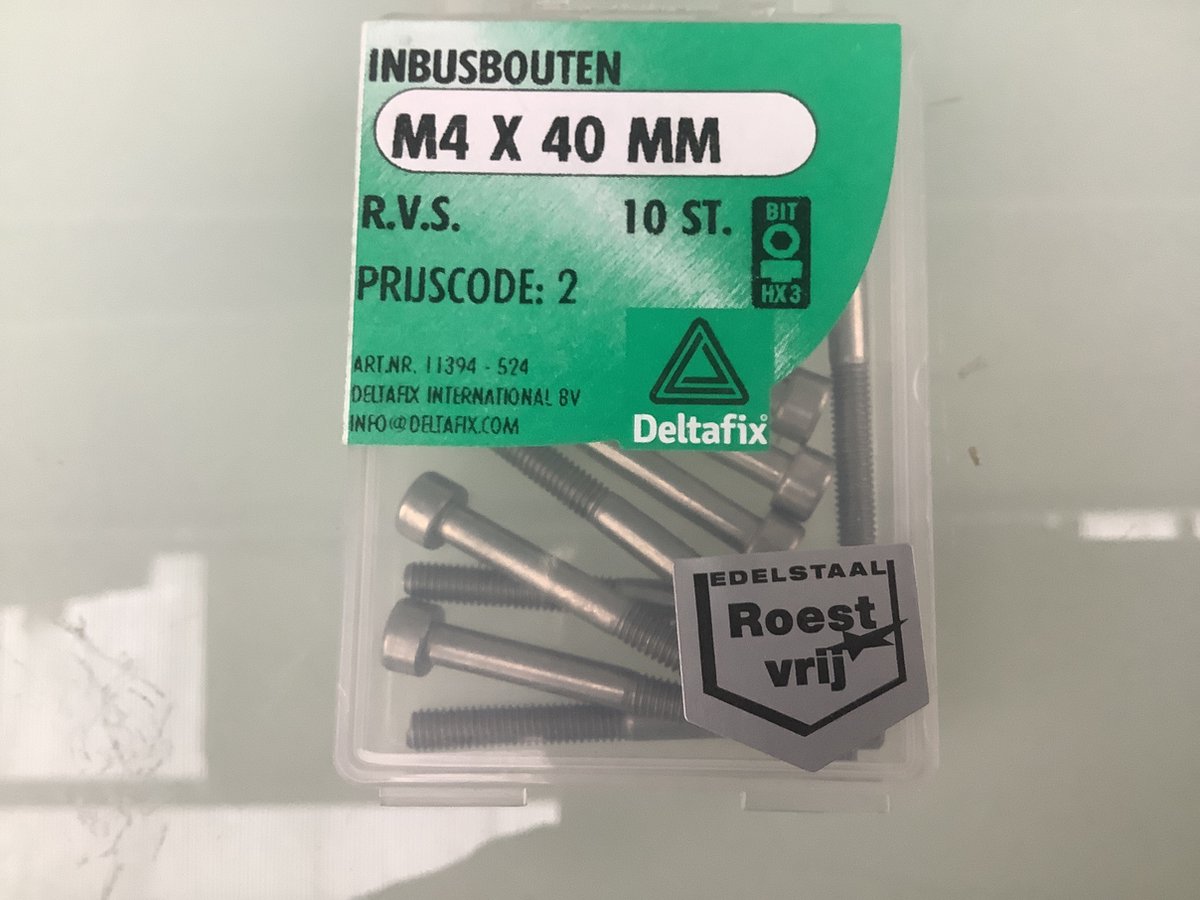 INBUSBOUTEN
M4 X 40 MM
R.V.S. 10 ST.
BIT
HX3
PRIJSCODE: 2
ART.NR. 11394 - 524
DELTAFIX INTERNATIONAL BV
INFO@DELTAFIX.COM
Deltafix®
EDELSTAAL
Roest
vrij